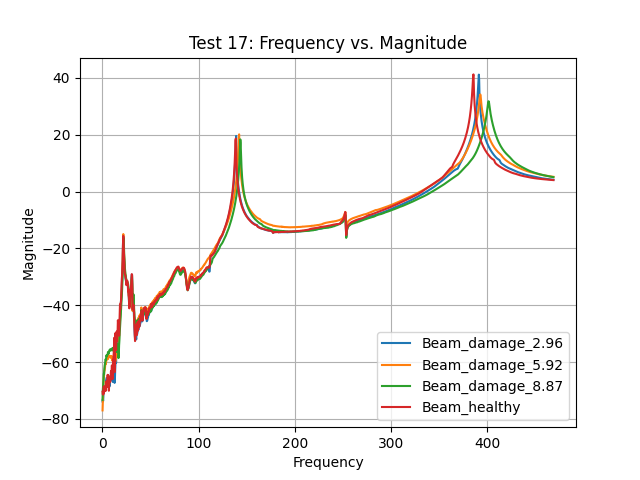 Test 17: Frequency vs. Magnitude
Magnitude
40
20
0
−20
−40
−60
−80
Beam_damage_2.96
Beam_damage_5.92
Beam_damage_8.87
Beam_healthy
0 100 200 300 400
Frequency